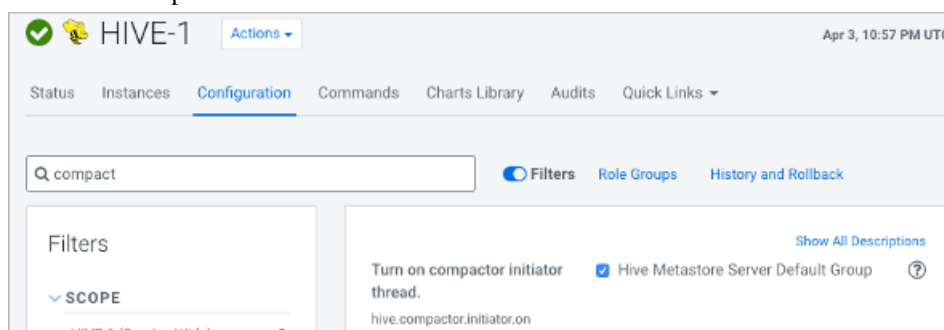 HIVE-1 Actions
Apr 3, 10:57 PM UTC
Status Instances Configuration Commands Charts Library Audits Quick Links
compact
Filters Role Groups History and Rollback
Filters
SCOPE
Show All Descriptions
Turn on compactor initiator
thread.
Hive Metastore Server Default Group
hive.compactor.initiator.on